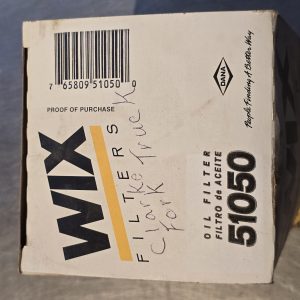 7 65809 51050 0
PROOF OF PURCHASE
DANA
People Finding A Better Way
WIX
FILTERS
Clarke
Fork Truck
OIL FILTER
FILTRO de ACEITE
51050